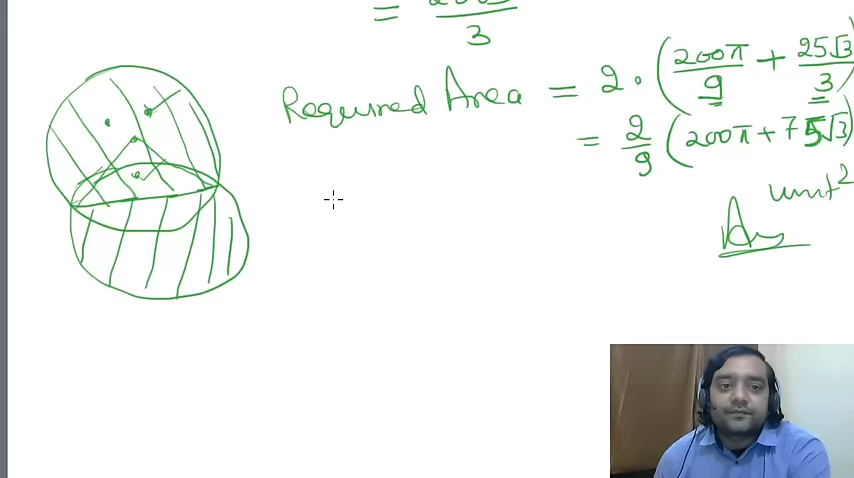 3
Required Area = 2 · (200π/9 + 25√3/3)
= 2/9 (200π + 75√3)
unit²
Ans